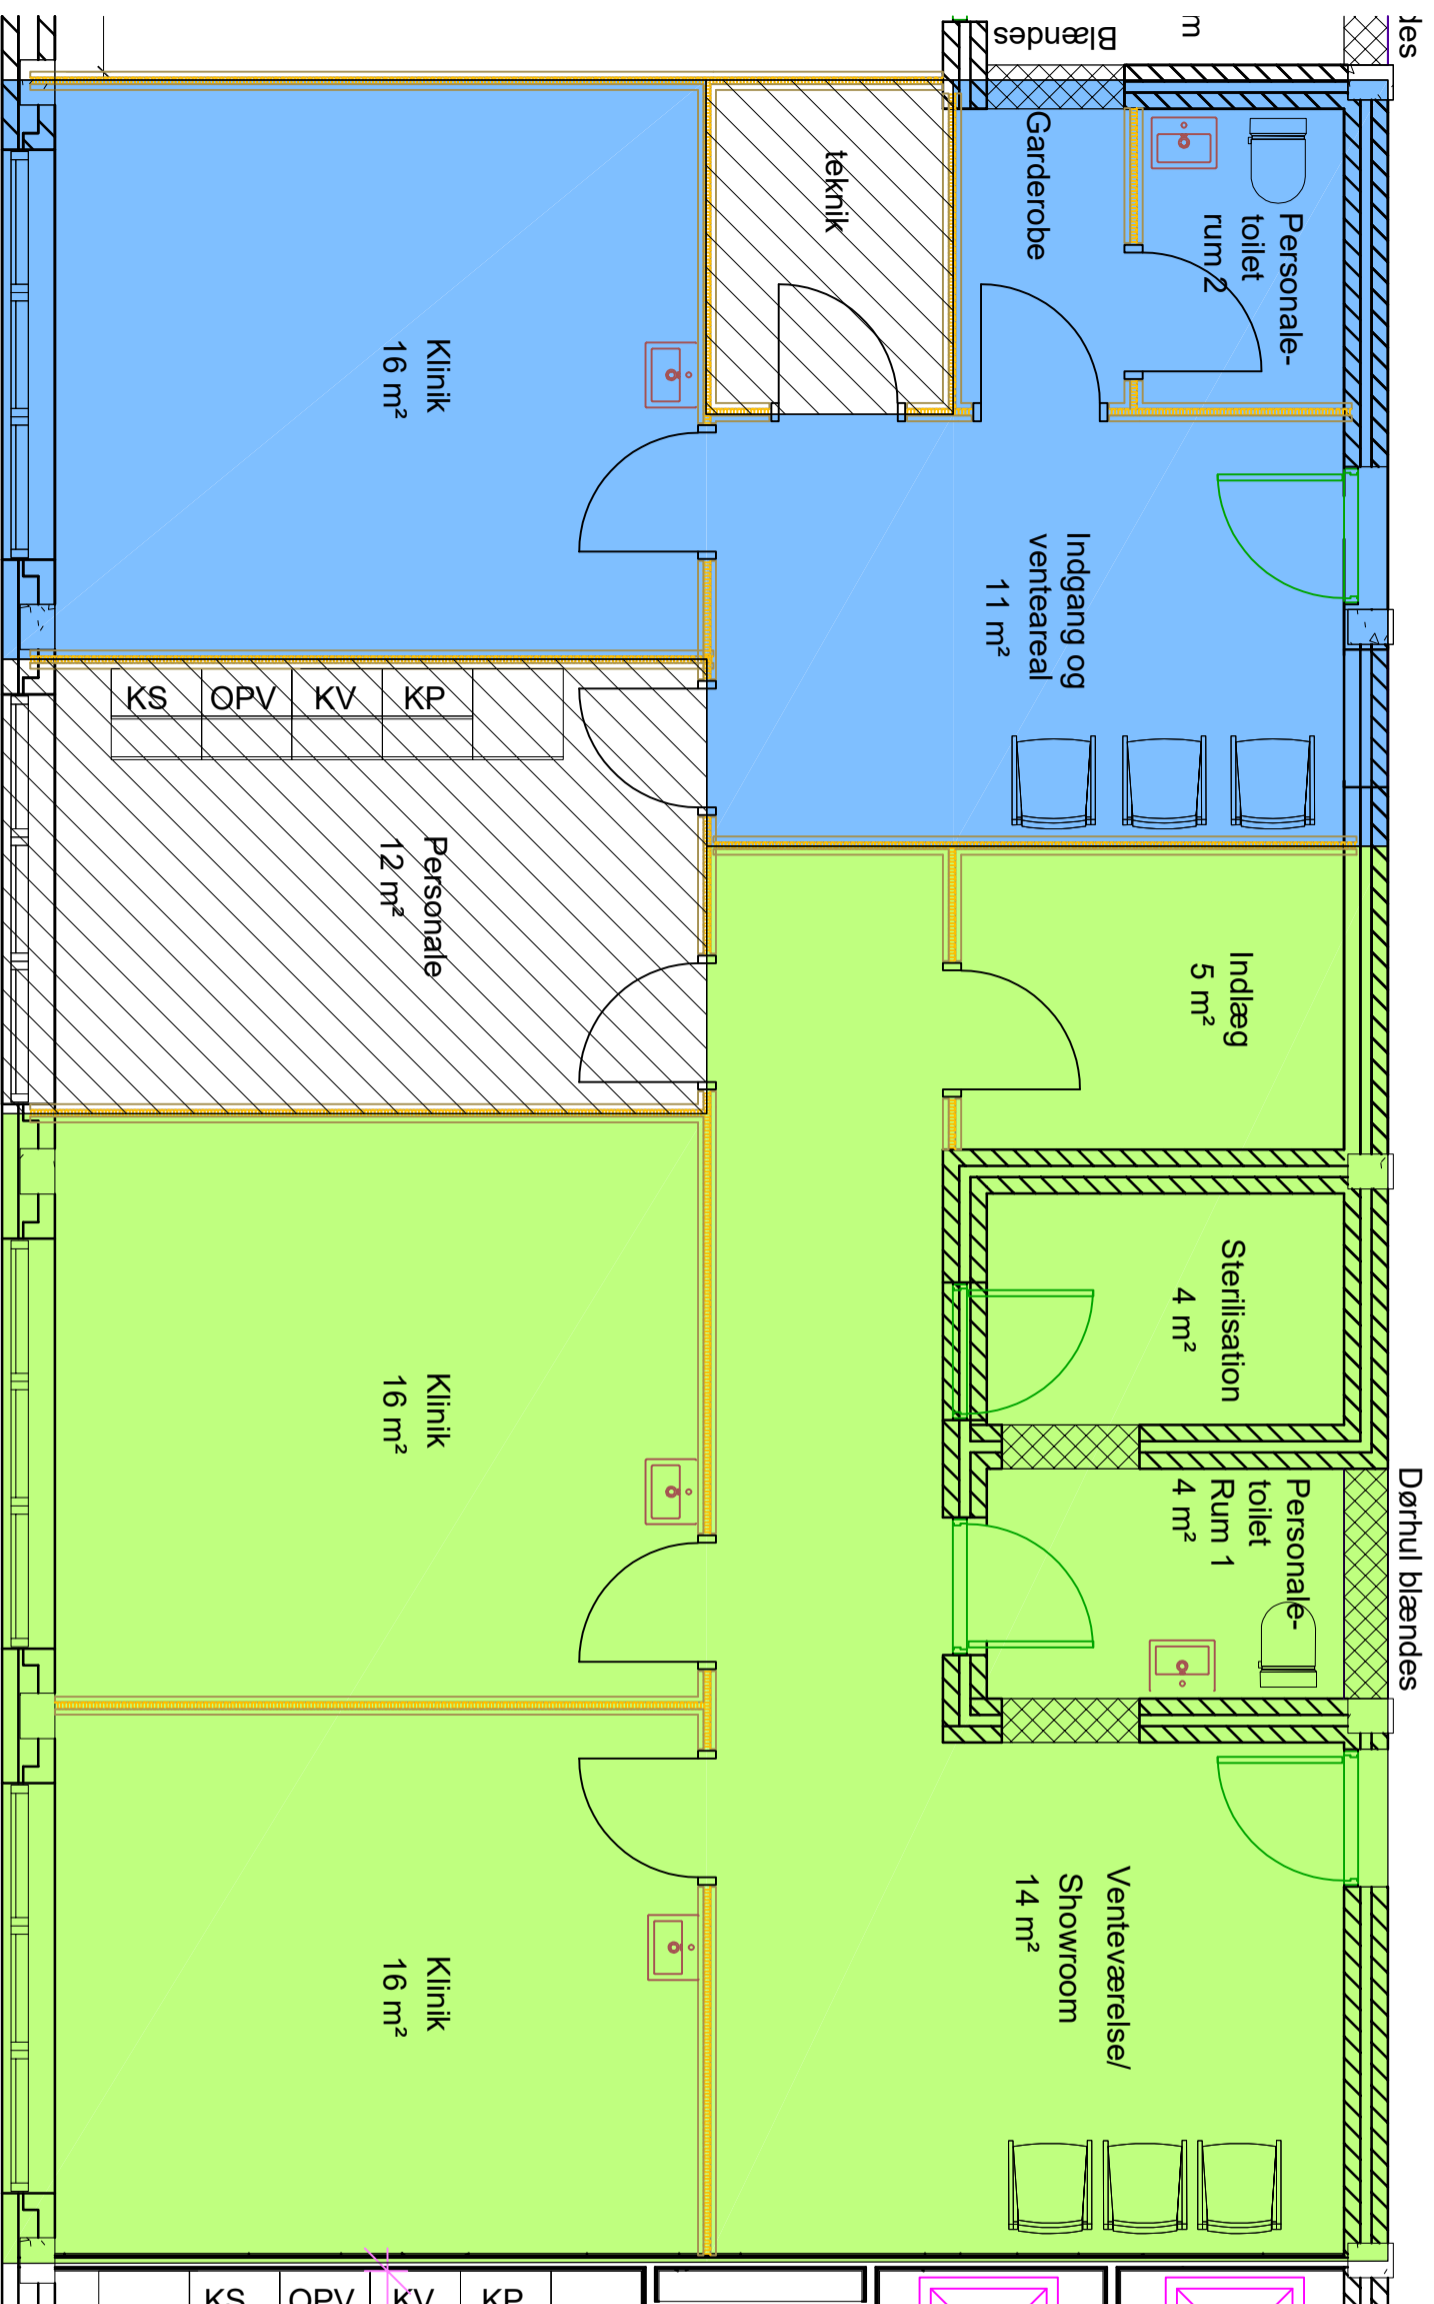 des
m
Blændes
Garderobe
Personale-
toilet
rum 2
teknik
Klinik
16 m²
Indgang og
venteareal
11 m²
KS
OPV
KV
KP
Personale
12 m²
Indlæg
5 m²
Sterilisation
4 m²
Klinik
16 m²
Personale-
toilet
Rum 1
4 m²
Dørhul blændes
Venteværelse/
Showroom
14 m²
Klinik
16 m²
KS
OPV
KV
KP